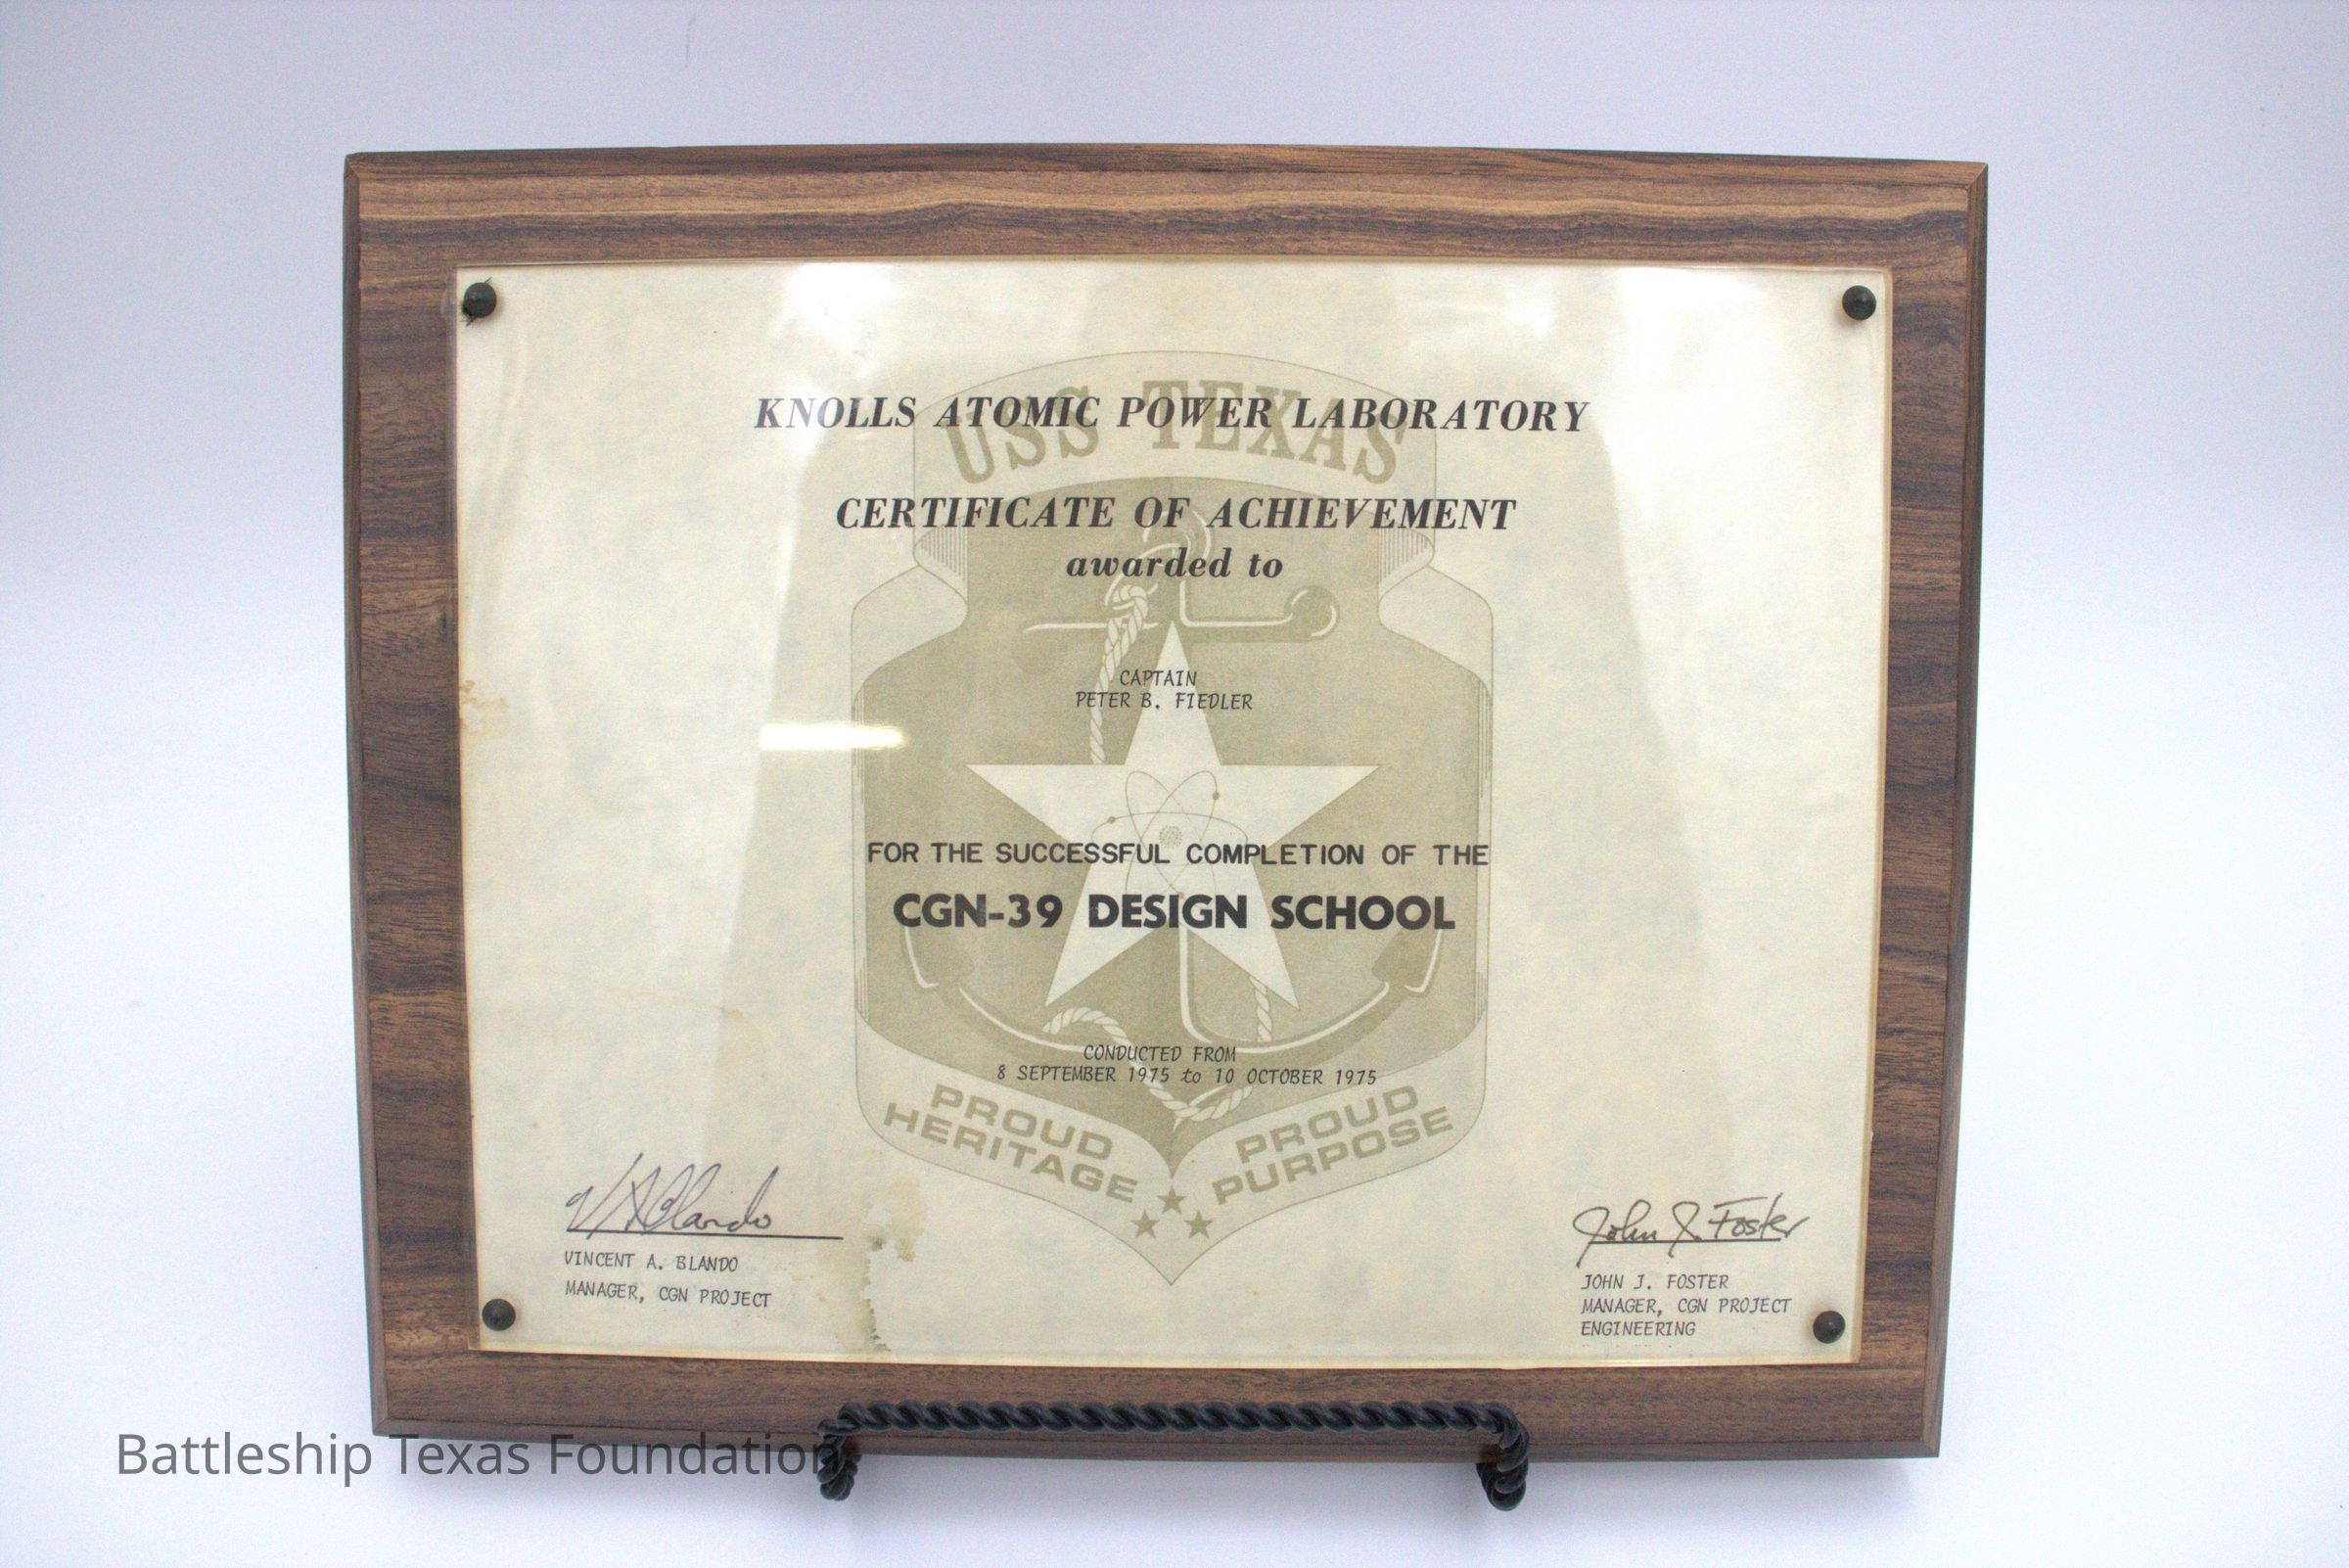 USS TEXAS
KNOLLS ATOMIC POWER LABORATORY
CERTIFICATE OF ACHIEVEMENT
awarded to
CAPTAIN
PETER B. FIEDLER
FOR THE SUCCESSFUL COMPLETION OF THE
CGN-39 DESIGN SCHOOL
CONDUCTED FROM
8 SEPTEMBER 1975 to 10 OCTOBER 1975
PROUD
HERITAGE
PROUD
PURPOSE
V A Blando
VINCENT A. BLANDO
MANAGER, CGN PROJECT
John J. Foster
JOHN J. FOSTER
MANAGER, CGN PROJECT
ENGINEERING
Battleship Texas Foundation